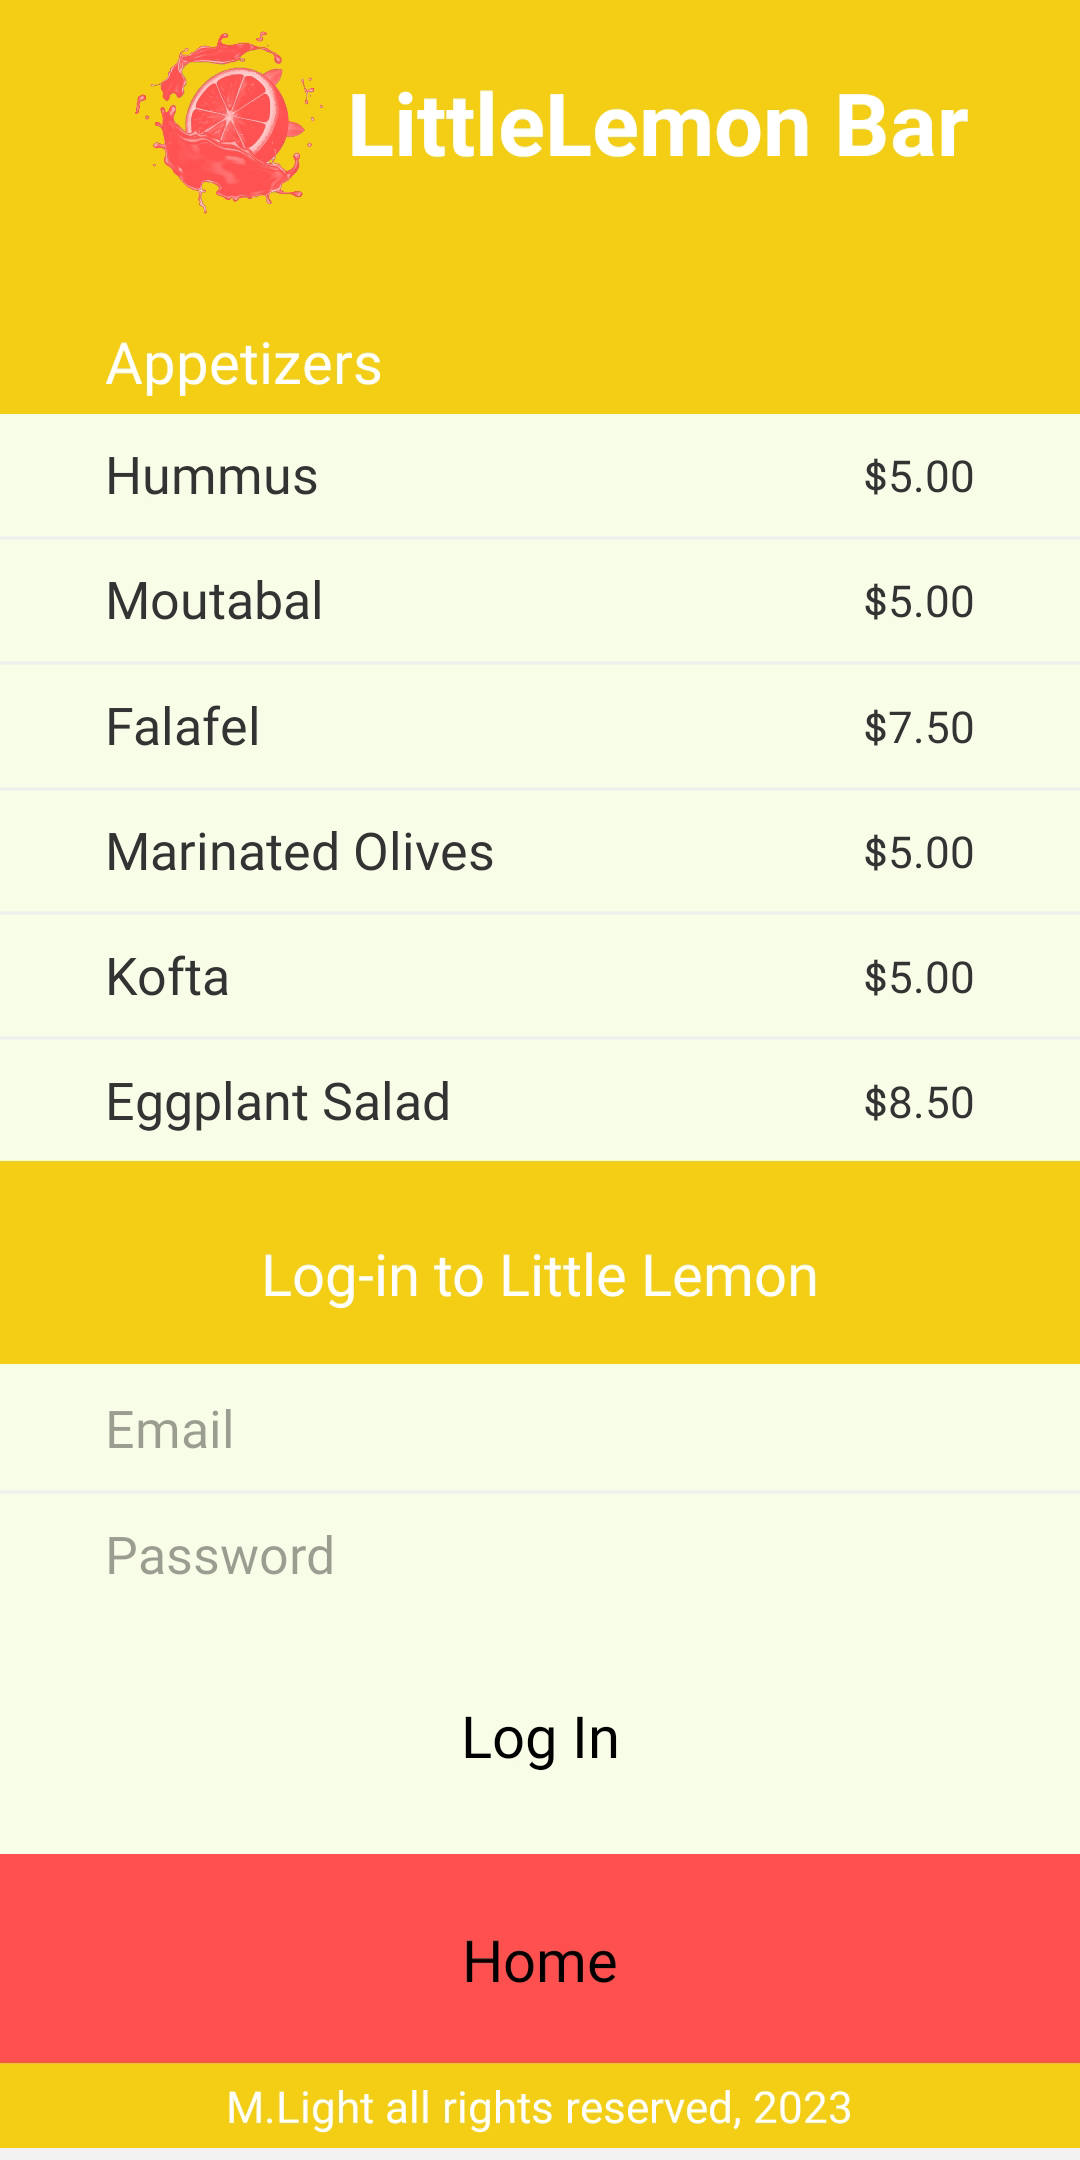 LittleLemon Bar
Appetizers
Hummus $5.00
Moutabal $5.00
Falafel $7.50
Marinated Olives $5.00
Kofta $5.00
Eggplant Salad $8.50
Log-in to Little Lemon
Email
Password
Log In
Home
M.Light all rights reserved, 2023